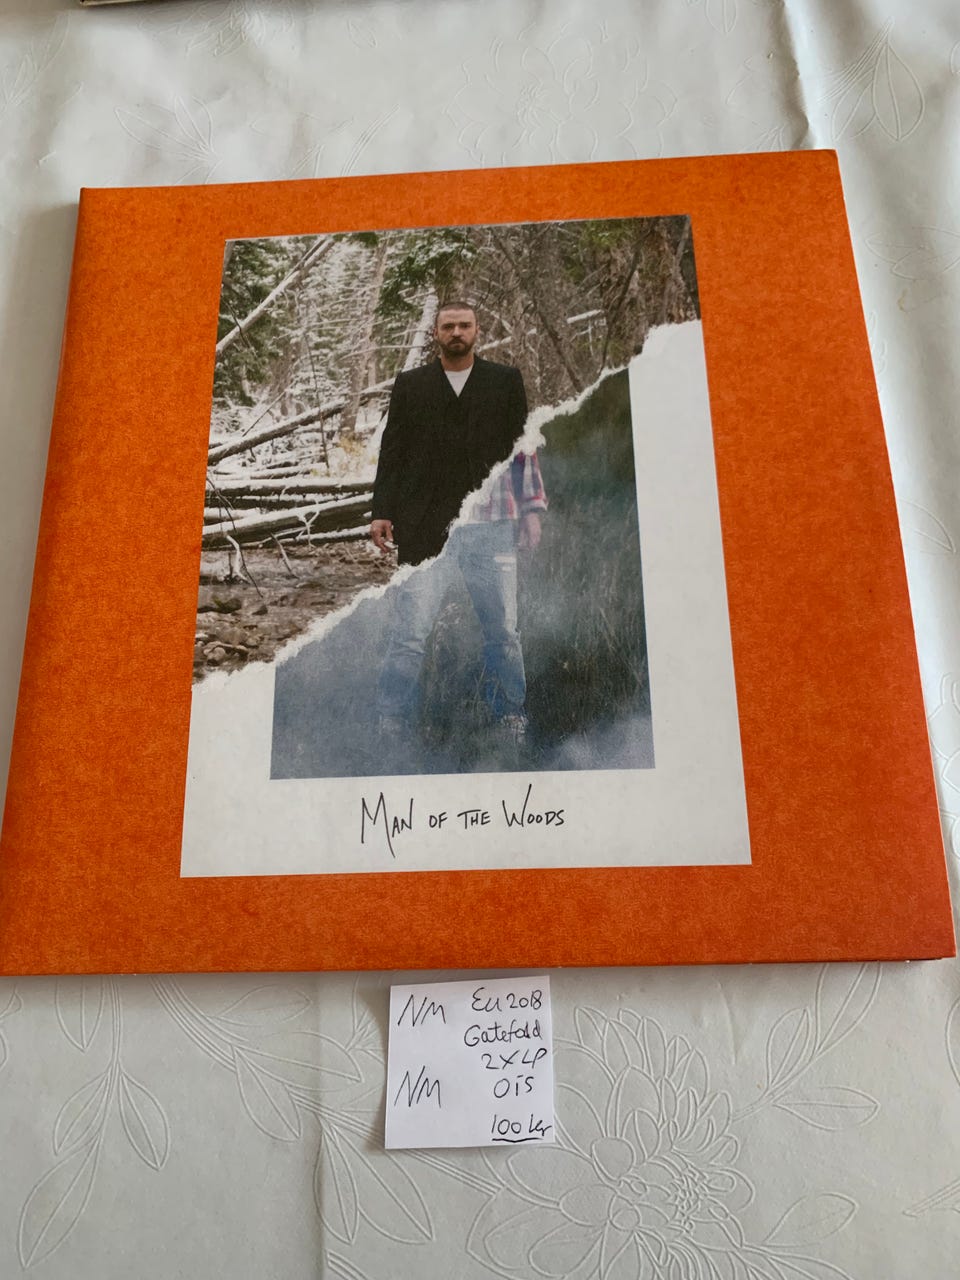 MAN OF THE WOODS
NM EU 2018
Gatefold
2XLP
NM OIS
100 kr